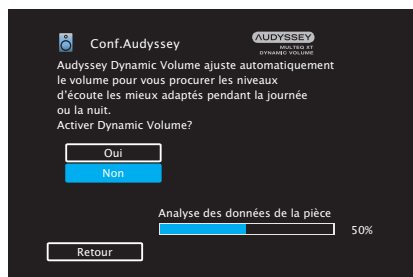 Conf.Audyssey
AUDYSSEY
MULTEQ XT
DYNAMIC VOLUME
Audyssey Dynamic Volume ajuste automatiquement
le volume pour vous procurer les niveaux
d'écoute les mieux adaptés pendant la journée
ou la nuit.
Activer Dynamic Volume?
Oui
Non
Analyse des données de la pièce
50%
Retour